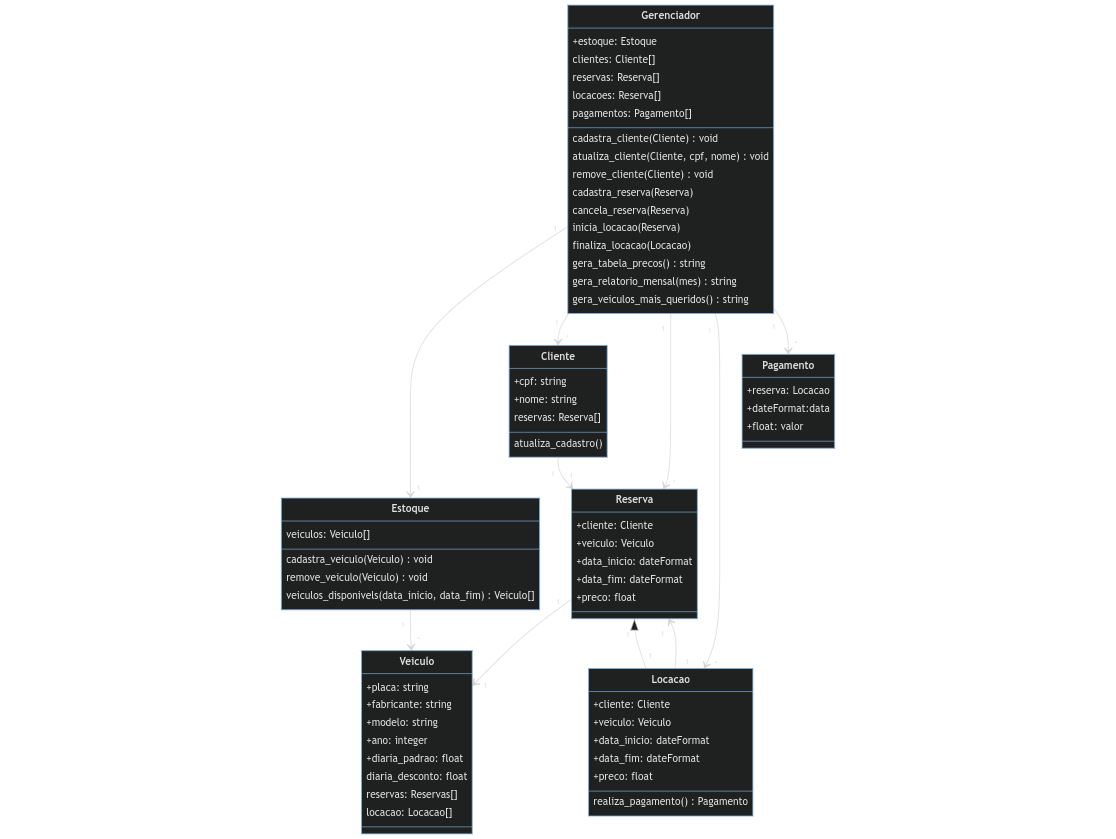 Gerenciador
+estoque: Estoque
clientes: Cliente[]
reservas: Reserva[]
locacoes: Reserva[]
pagamentos: Pagamento[]
cadastra_cliente(Cliente) : void
atualiza_cliente(Cliente, cpf, nome) : void
remove_cliente(Cliente) : void
cadastra_reserva(Reserva)
cancela_reserva(Reserva)
inicia_locacao(Reserva)
finaliza_locacao(Locacao)
gera_tabela_precos() : string
gera_relatorio_mensal(mes) : string
gera_veiculos_mais_queridos() : string
Cliente
+cpf: string
+nome: string
reservas: Reserva[]
atualiza_cadastro()
Pagamento
+reserva: Locacao
+dateFormat:data
+float: valor
Estoque
veiculos: Veiculo[]
cadastra_veiculo(Veiculo) : void
remove_veiculo(Veiculo) : void
veiculos_disponivels(data_inicio, data_fim) : Veiculo[]
Reserva
+cliente: Cliente
+veiculo: Veiculo
+data_inicio: dateFormat
+data_fim: dateFormat
+preco: float
Veiculo
+placa: string
+fabricante: string
+modelo: string
+ano: integer
+diaria_padrao: float
diaria_desconto: float
reservas: Reservas[]
locacao: Locacao[]
Locacao
+cliente: Cliente
+veiculo: Veiculo
+data_inicio: dateFormat
+data_fim: dateFormat
+preco: float
realiza_pagamento() : Pagamento